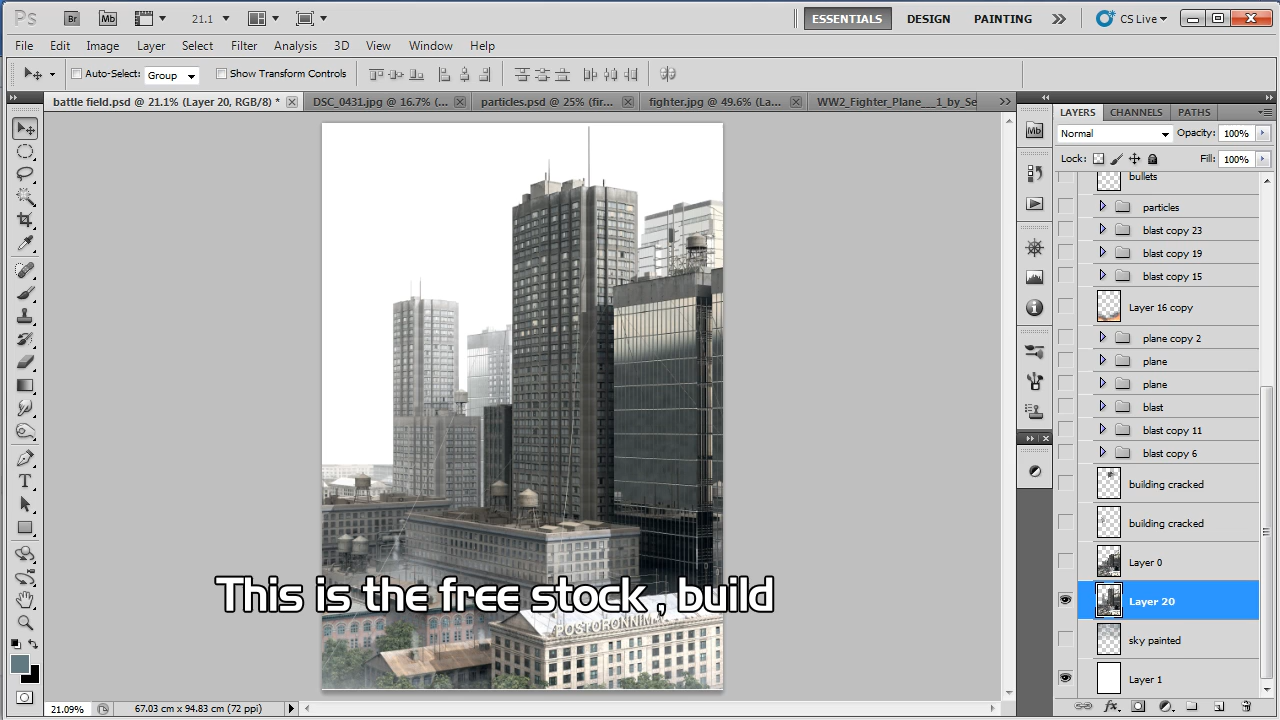 Ps Br Mb 21.1 ESSENTIALS DESIGN PAINTING CS Live
File Edit Image Layer Select Filter Analysis 3D View Window Help
Auto-Select: Group Show Transform Controls
battle field.psd @ 21.1% (Layer 20, RGB/8) * DSC_0431.jpg @ 16.7% (... particles.psd @ 25% (fir... fighter.jpg @ 49.6% (La... WW2_Fighter_Plane___1_by_Se
LAYERS CHANNELS PATHS
Normal Opacity: 100%
Lock: Fill: 100%
bullets
particles
blast copy 23
blast copy 19
blast copy 15
Layer 16 copy
plane copy 2
plane
plane
blast
blast copy 11
blast copy 6
building cracked
building cracked
Layer 0
Layer 20
sky painted
Layer 1
Mb
T
This is the free stock , build
21.09% 67.03 cm x 94.83 cm (72 ppi)
fx